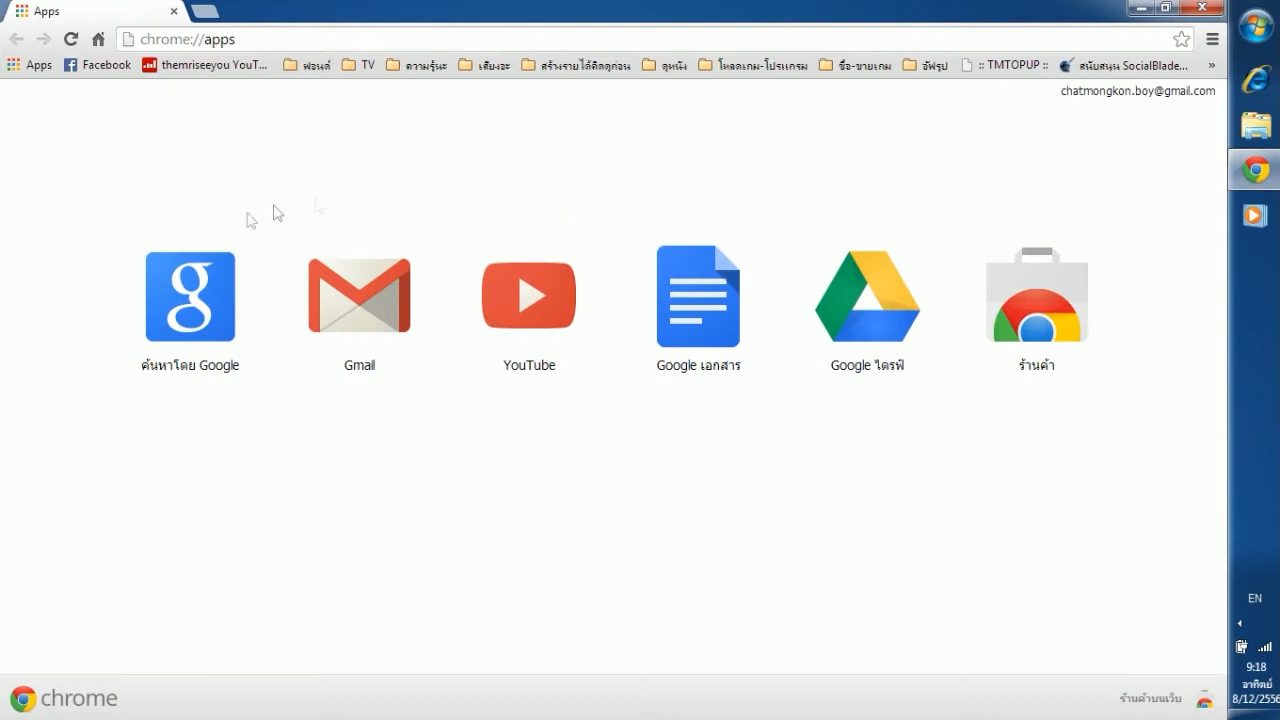 Apps
chrome://apps
Apps Facebook themriseeyou YouT... ฟอนต์ TV ความรู้นะ เสียงอะ สร้างรายได้คิดดูก่อน ดูหนัง โหลดเกม-โปรแกรม ซื้อ-ขายเกม อัฟรุป :: TMTOPUP :: สนับสนุน SocialBlade... »
chatmongkon.boy@gmail.com
ค้นหาโดย Google Gmail YouTube Google เอกสาร Google ไดรฟ์ ร้านค้า
EN
9:18
อาทิตย์
8/12/2556
chrome ร้านค้าบนเว็บ